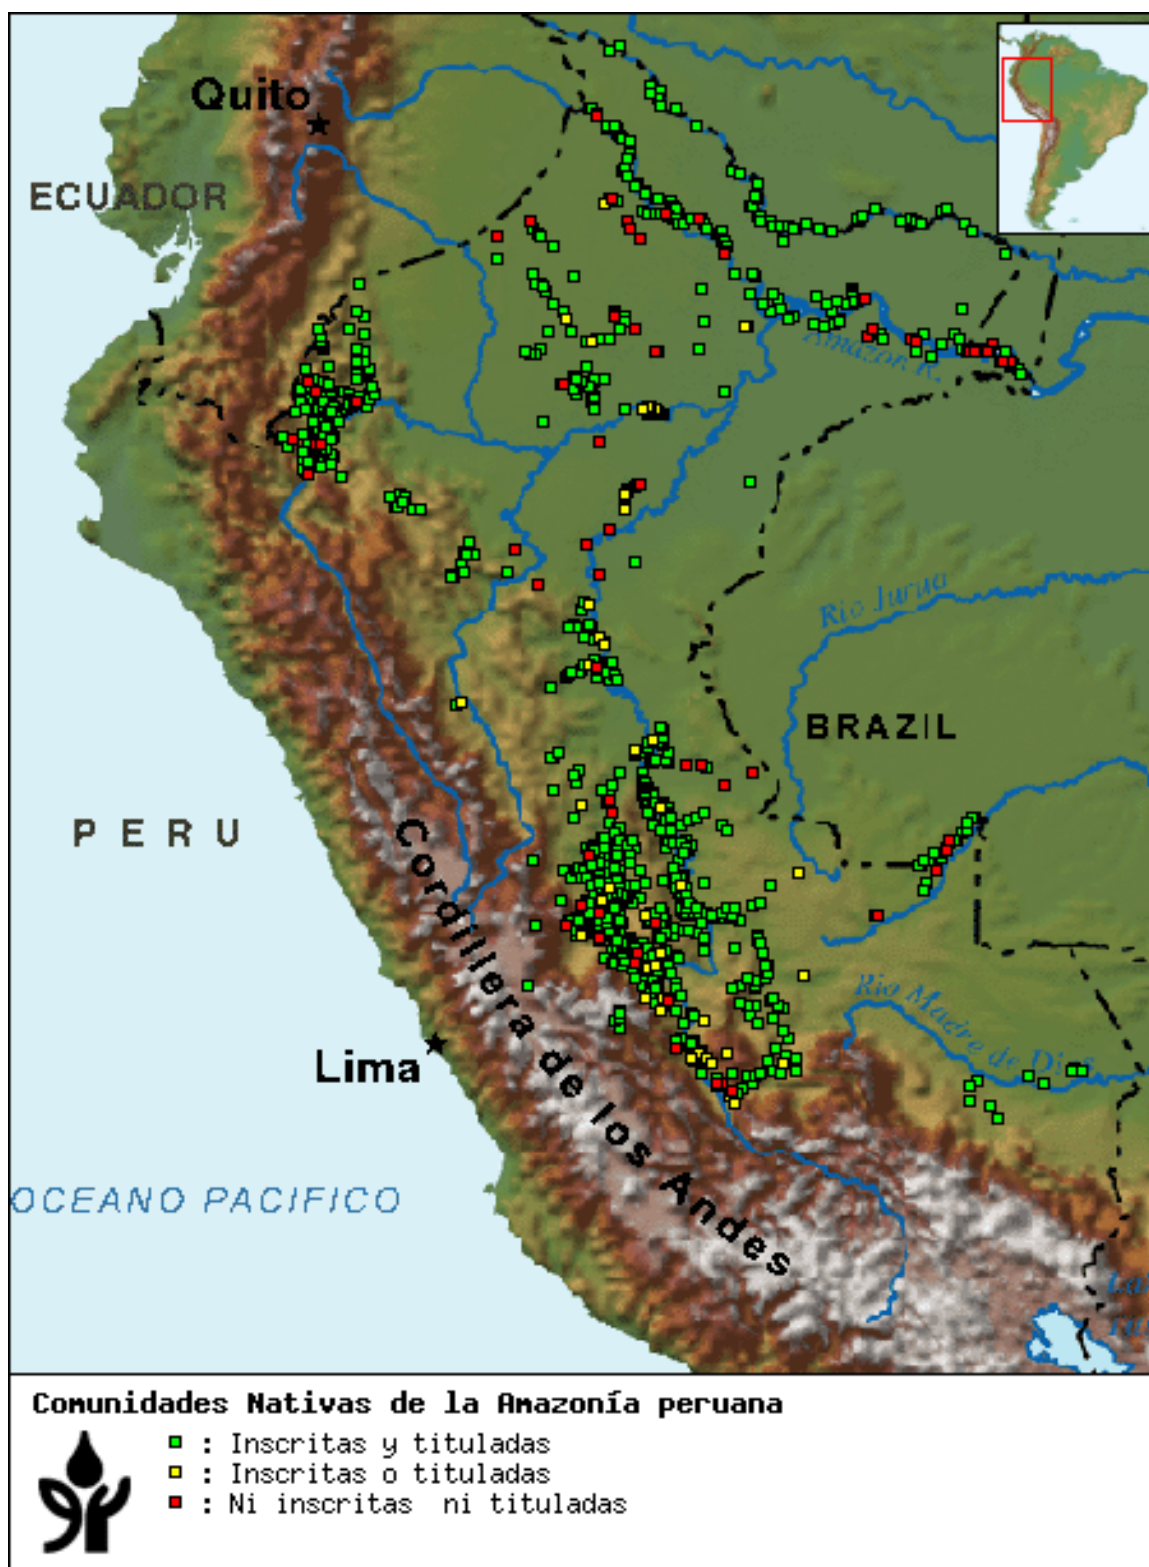 Quito
ECUADOR
Amazon R.
Rio Jurua
BRAZIL
PERU
Cordillera de los Andes
Rio Madre de Dios
Lima
OCEANO PACIFICO
Comunidades Nativas de la Amazonía peruana
: Inscritas y tituladas
: Inscritas o tituladas
: Ni inscritas ni tituladas